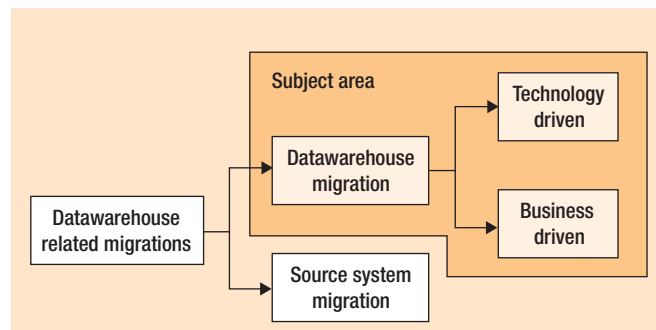 Subject area
Technology
driven
Datawarehouse
migration
Datawarehouse
related migrations
Business
driven
Source system
migration